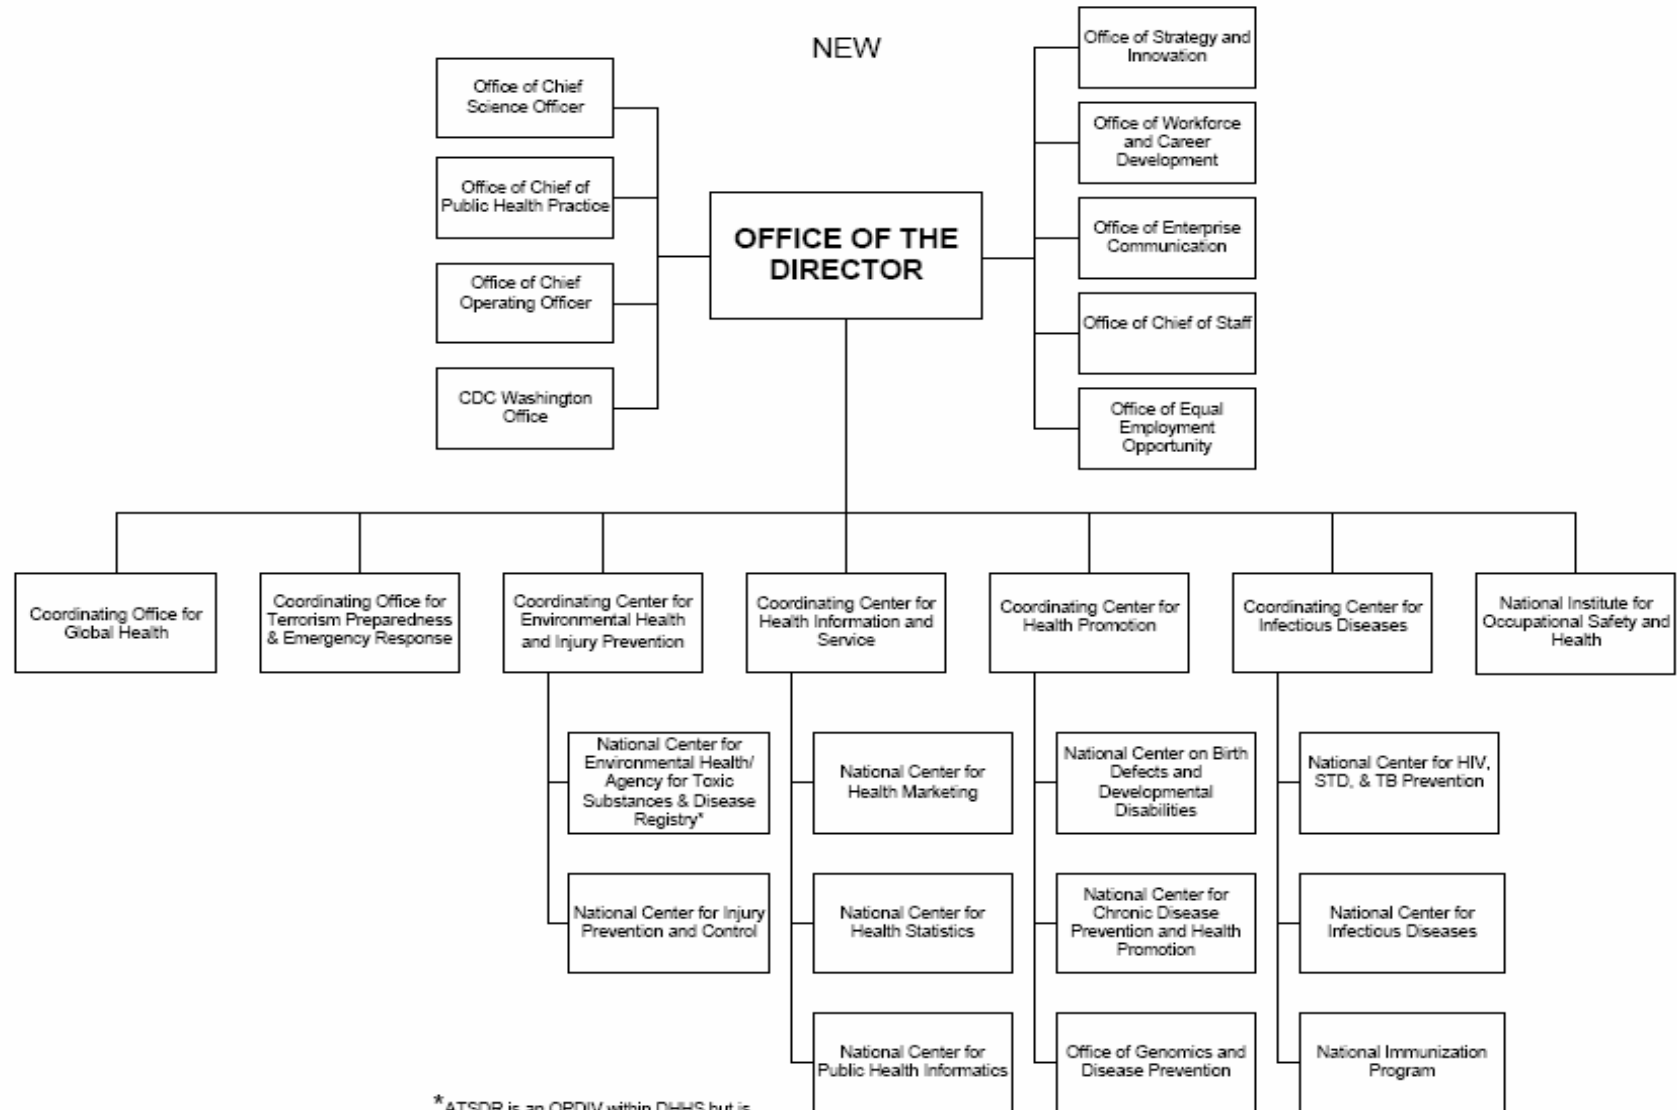 NEW
Office of Chief
Science Officer
Office of Chief of
Public Health Practice
Office of Chief
Operating Officer
CDC Washington
Office
OFFICE OF THE
DIRECTOR
Office of Strategy and
Innovation
Office of Workforce
and Career
Development
Office of Enterprise
Communication
Office of Chief of Staff
Office of Equal
Employment
Opportunity
Coordinating Office for
Global Health
Coordinating Office for
Terrorism Preparedness
& Emergency Response
Coordinating Center for
Environmental Health
and Injury Prevention
Coordinating Center for
Health Information and
Service
Coordinating Center for
Health Promotion
Coordinating Center for
Infectious Diseases
National Institute for
Occupational Safety and
Health
National Center for
Environmental Health/
Agency for Toxic
Substances & Disease
Registry*
National Center for Injury
Prevention and Control
National Center for
Health Marketing
National Center for
Health Statistics
National Center for
Public Health Informatics
National Center on Birth
Defects and
Developmental
Disabilities
National Center for
Chronic Disease
Prevention and Health
Promotion
Office of Genomics and
Disease Prevention
National Center for HIV,
STD, & TB Prevention
National Center for
Infectious Diseases
National Immunization
Program
*ATSDR is an OPDIV within DHHS but is